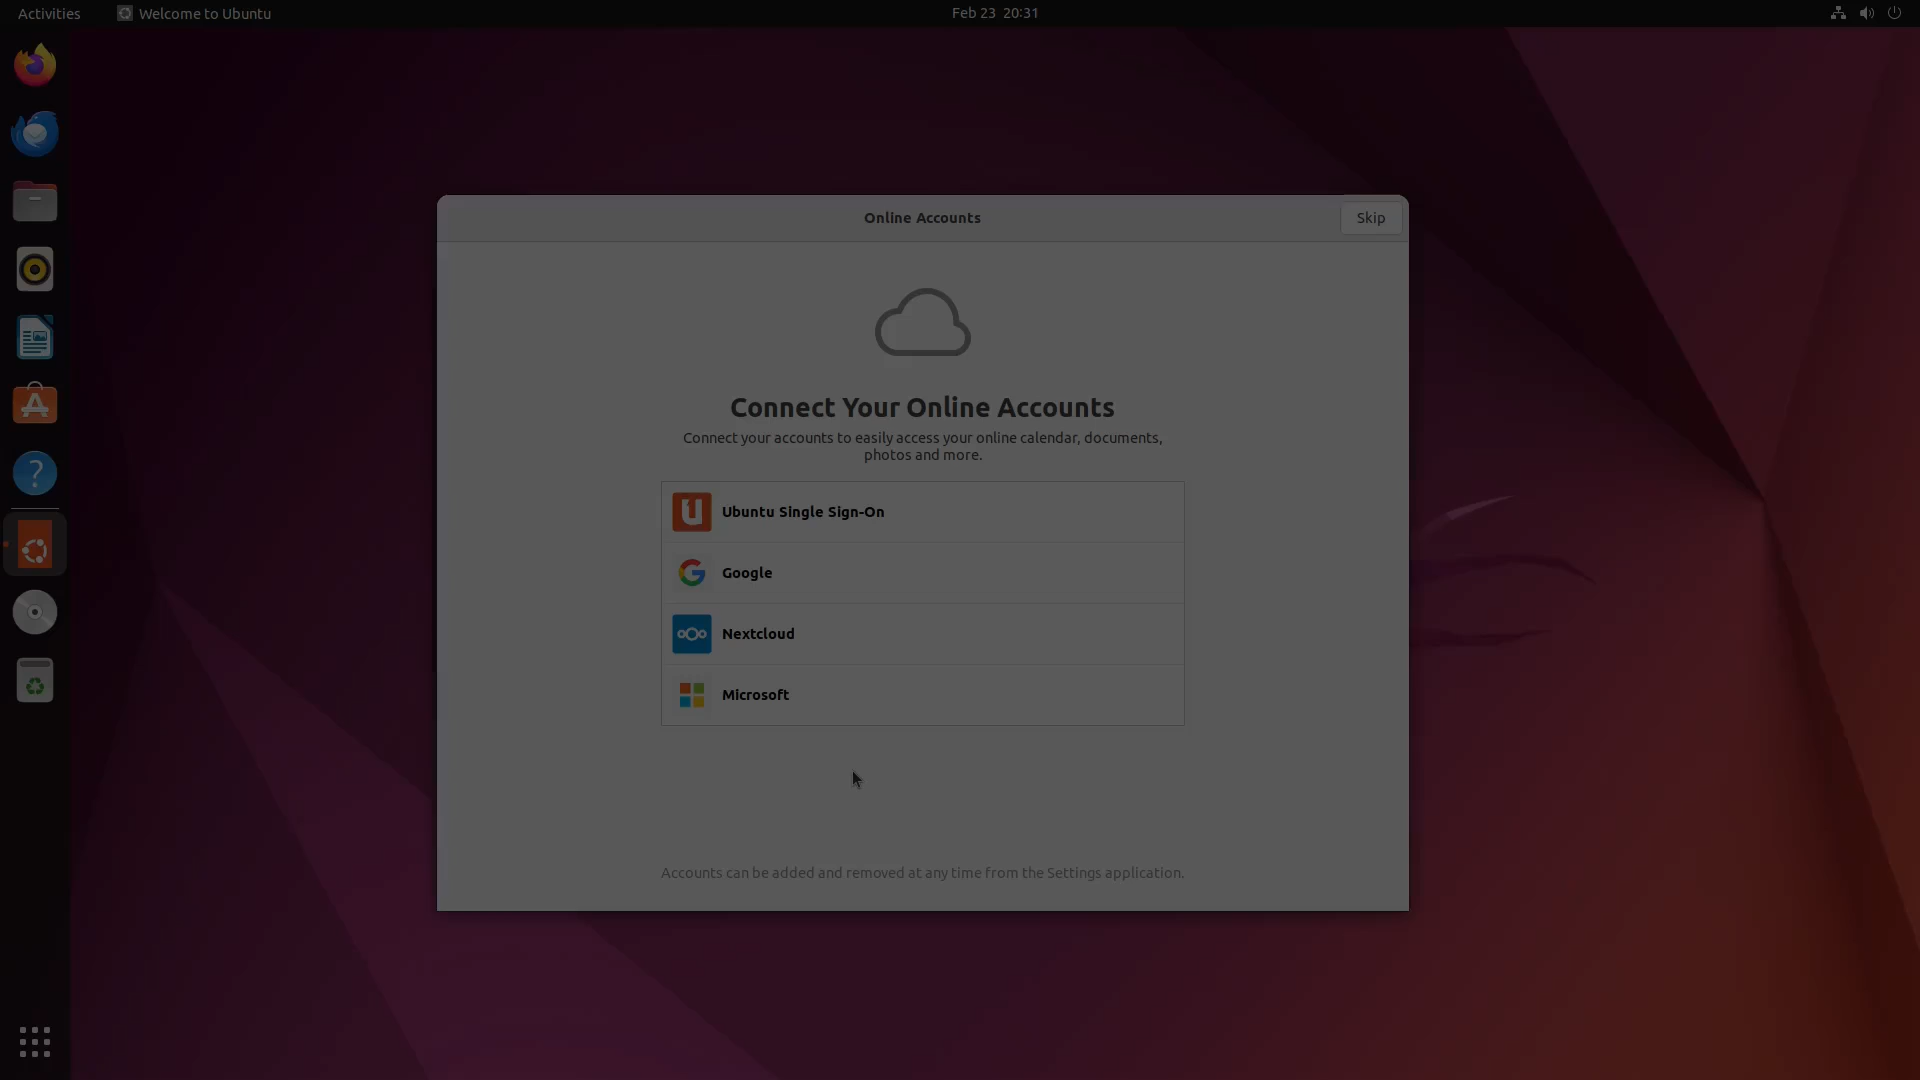 Activities
Welcome to Ubuntu
Feb 23 20:31
Online Accounts
Skip
Connect Your Online Accounts
Connect your accounts to easily access your online calendar, documents,
photos and more.
Ubuntu Single Sign-On
Google
Nextcloud
Microsoft
Accounts can be added and removed at any time from the Settings application.